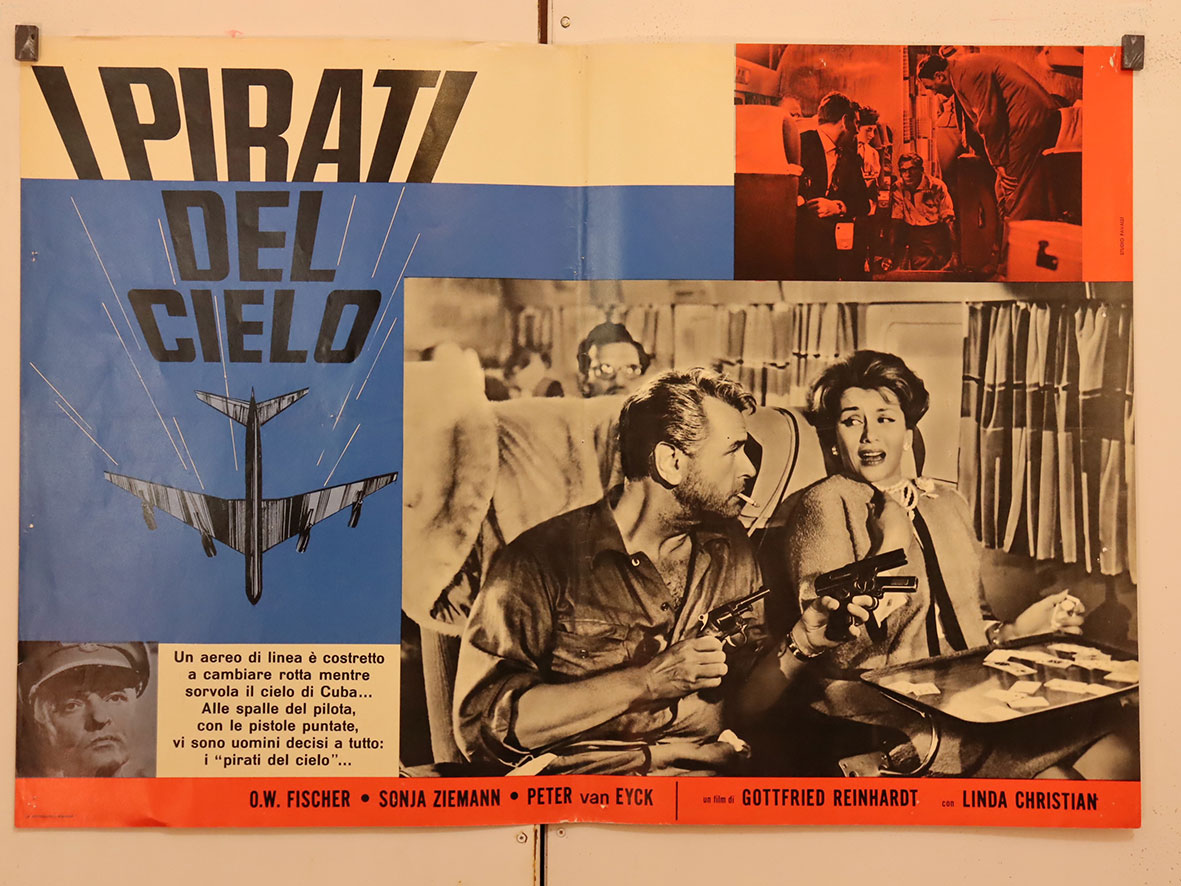 I PIRATI
DEL
CIELO
STUDIO PARADIST
Un aereo di linea è costretto
a cambiare rotta mentre
sorvola il cielo di Cuba...
Alle spalle del pilota,
con le pistole puntate,
vi sono uomini decisi a tutto:
i “pirati del cielo”...
O.W. FISCHER • SONJA ZIEMANN • PETER van EYCK
un film di GOTTFRIED REINHARDT con LINDA CHRISTIAN